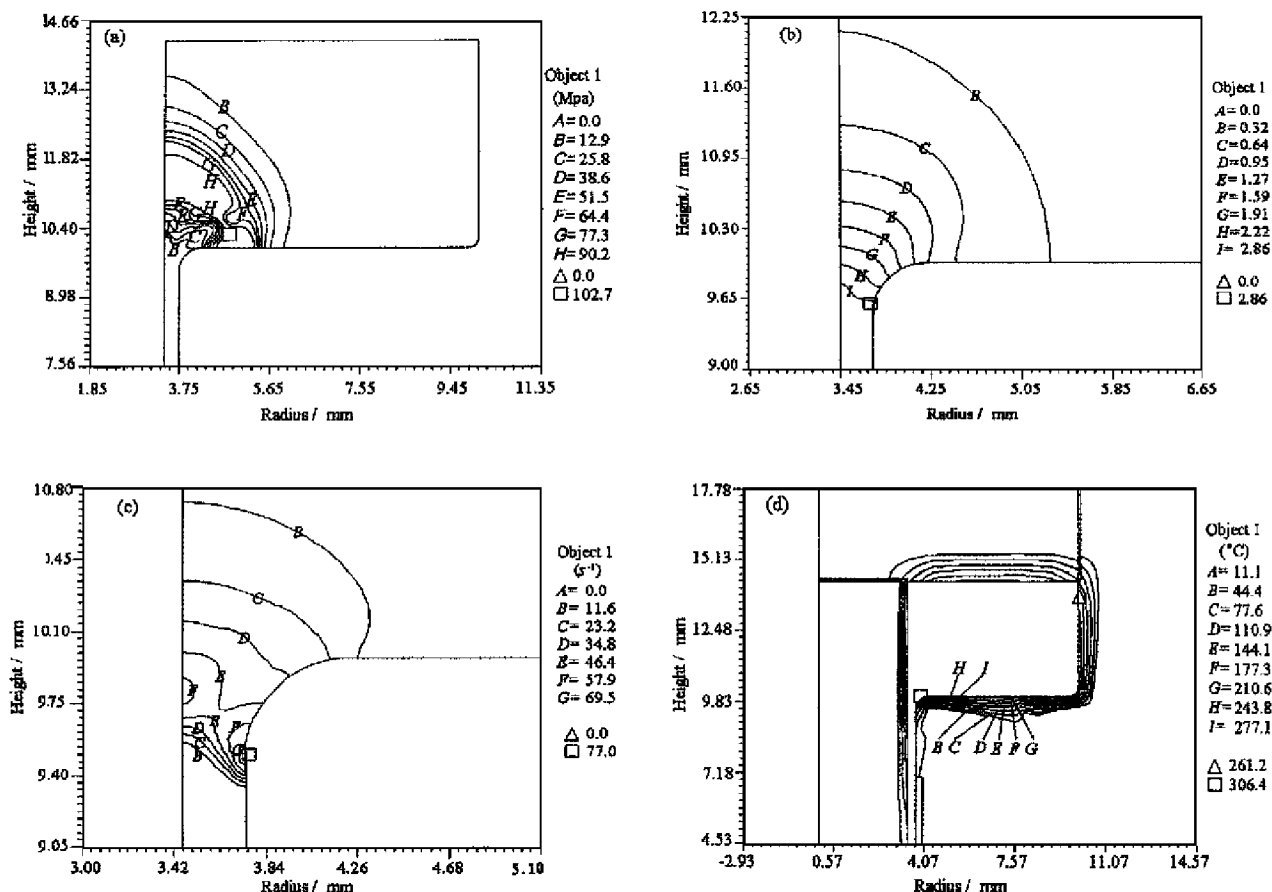 (a)
Height / mm
14.66
13.24
11.82
10.40
8.98
7.56
1.85 3.75 5.65 7.55 9.45 11.35
Radius / mm
B
C
D
H
H
F
B
Object 1
(Mpa)
A=0.0
B=12.9
C=25.8
D=38.6
E=51.5
F=64.4
G=77.3
H=90.2
△ 0.0
□ 102.7
(b)
Height / mm
12.25
11.60
10.95
10.30
9.65
9.00
2.65 3.45 4.25 5.05 5.85 6.65
Radius / mm
B
C
D
E
F
G
H
I
Object 1
A=0.0
B=0.32
C=0.64
D=0.95
E=1.27
F=1.59
G=1.91
H=2.22
I=2.86
△ 0.0
□ 2.86
(c)
Height / mm
10.80
1.45
10.10
9.75
9.40
9.05
3.00 3.42 3.84 4.26 4.68 5.10
Radius / mm
B
C
D
E
F
E
F
D
G
C
B
Object 1
(s⁻¹)
A= 0.0
B= 11.6
C= 23.2
D= 34.8
E= 46.4
F= 57.9
G= 69.5
△ 0.0
□ 77.0
(d)
Height / mm
17.78
15.13
12.48
9.83
7.18
4.53
-2.93 0.57 4.07 7.57 11.07 14.57
Radius / mm
H I
B C D E F G
Object 1
(°C)
A= 11.1
B= 44.4
C= 77.6
D=110.9
E=144.1
F=177.3
G=210.6
H=243.8
I=277.1
△ 261.2
□ 306.4